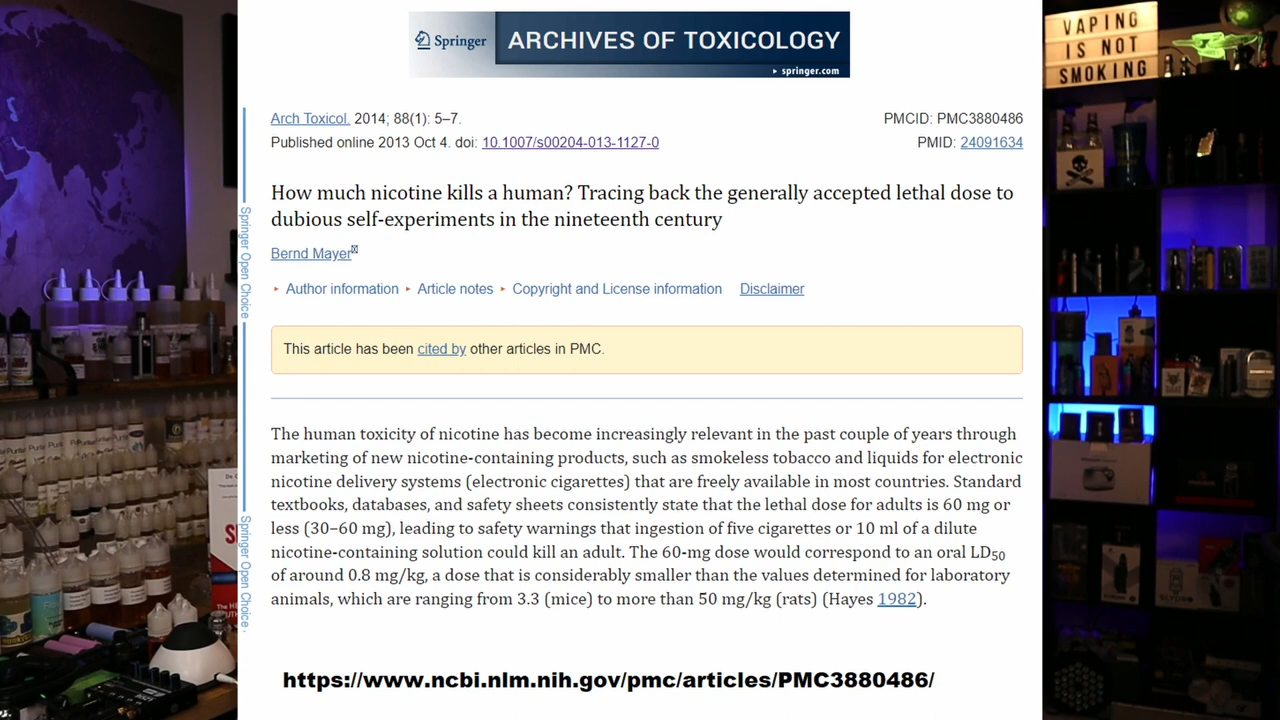 VAPING
IS NOT
SMOKING
Springer
ARCHIVES OF TOXICOLOGY
springer.com
Arch Toxicol. 2014; 88(1): 5–7.
PMCID: PMC3880486
Published online 2013 Oct 4. doi: 10.1007/s00204-013-1127-0
PMID: 24091634
How much nicotine kills a human? Tracing back the generally accepted lethal dose to
dubious self-experiments in the nineteenth century
Bernd Mayer
Author information
Article notes
Copyright and License information
Disclaimer
This article has been cited by other articles in PMC.
The human toxicity of nicotine has become increasingly relevant in the past couple of years through
marketing of new nicotine-containing products, such as smokeless tobacco and liquids for electronic
nicotine delivery systems (electronic cigarettes) that are freely available in most countries. Standard
textbooks, databases, and safety sheets consistently state that the lethal dose for adults is 60 mg or
less (30–60 mg), leading to safety warnings that ingestion of five cigarettes or 10 ml of a dilute
nicotine-containing solution could kill an adult. The 60-mg dose would correspond to an oral LD50
of around 0.8 mg/kg, a dose that is considerably smaller than the values determined for laboratory
animals, which are ranging from 3.3 (mice) to more than 50 mg/kg (rats) (Hayes 1982).
Springer Open Choice
Springer Open Choice
https://www.ncbi.nlm.nih.gov/pmc/articles/PMC3880486/